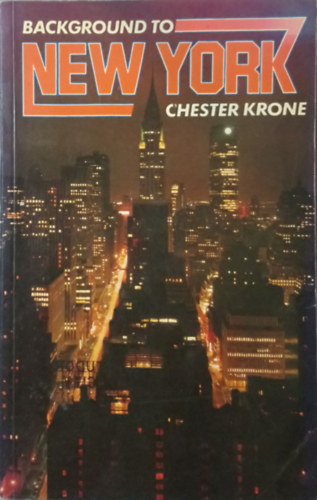 BACKGROUND TO
NEW YORK
CHESTER KRONE